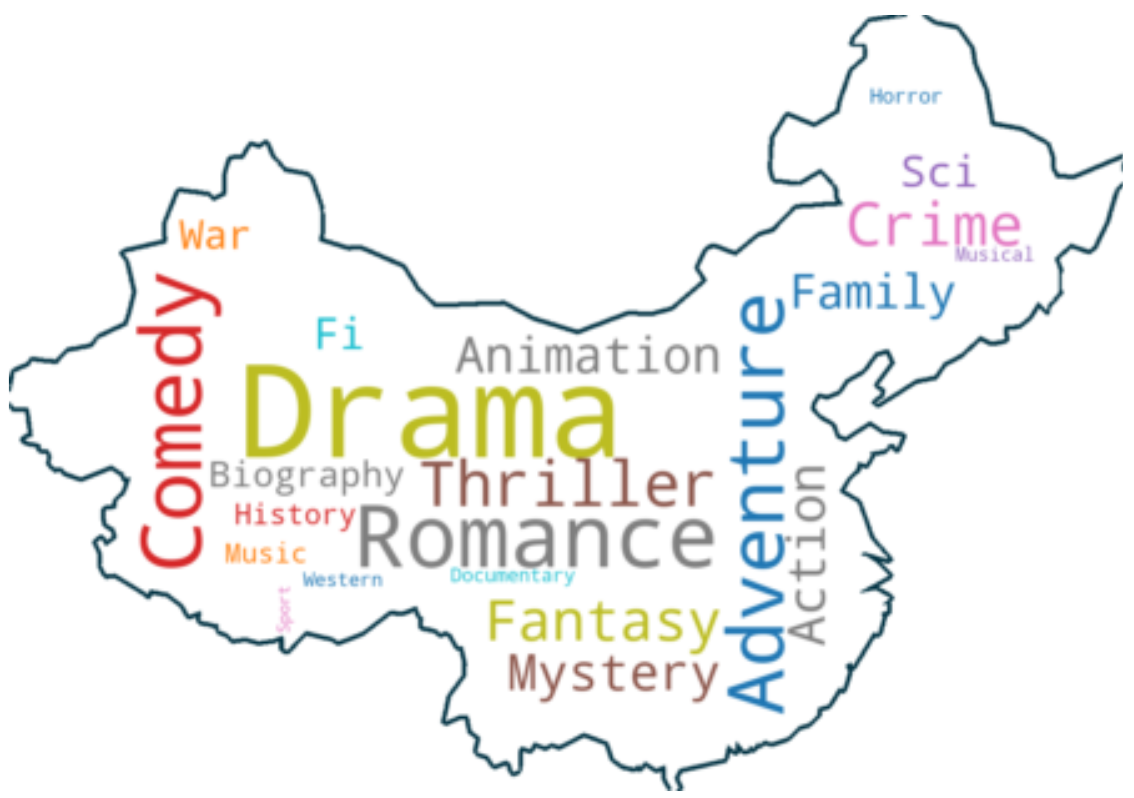 Horror
Sci
Crime
War
Musical
Family
Comedy
Fi
Animation
Adventure
Drama
Biography
Thriller
Action
History
Romance
Music
Western
Documentary
Sport
Fantasy
Mystery